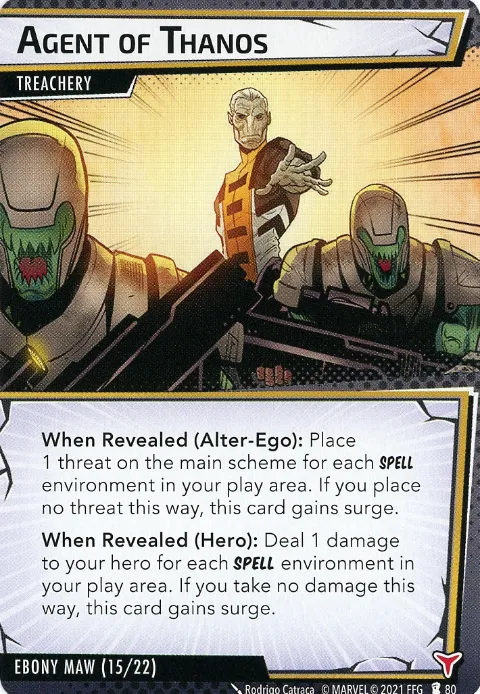 AGENT OF THANOS
TREACHERY
When Revealed (Alter-Ego): Place
1 threat on the main scheme for each SPELL
environment in your play area. If you place
no threat this way, this card gains surge.
When Revealed (Hero): Deal 1 damage
to your hero for each SPELL environment in
your play area. If you take no damage this
way, this card gains surge.
EBONY MAW (15/22)
Rodrigo Catraca © MARVEL © 2021 FFG 80